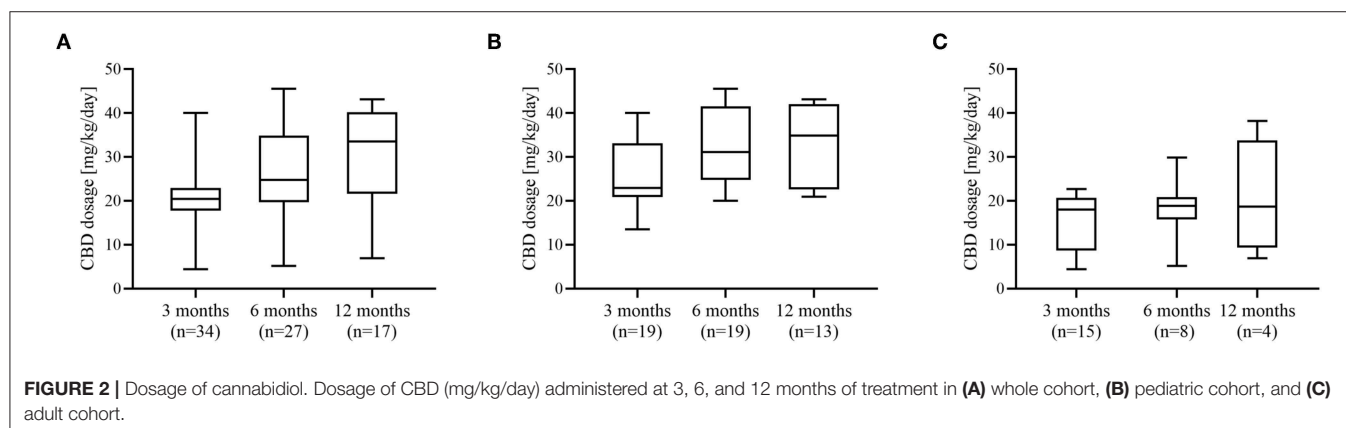 A
CBD dosage [mg/kg/day]
50
40
30
20
10
0
3 months
(n=34)
6 months
(n=27)
12 months
(n=17)
B
CBD dosage [mg/kg/day]
50
40
30
20
10
0
3 months
(n=19)
6 months
(n=19)
12 months
(n=13)
C
CBD dosage [mg/kg/day]
50
40
30
20
10
0
3 months
(n=15)
6 months
(n=8)
12 months
(n=4)
FIGURE 2 | Dosage of cannabidiol. Dosage of CBD (mg/kg/day) administered at 3, 6, and 12 months of treatment in (A) whole cohort, (B) pediatric cohort, and (C)
adult cohort.